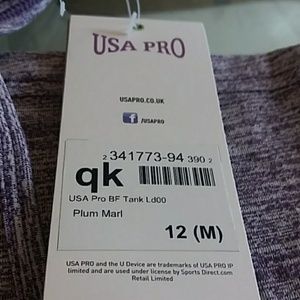 USA PRO
USAPRO.CO.UK
f /USAPRO
2 341773-94 390 2
qk
USA Pro BF Tank Ld00
Plum Marl
12 (M)
USA PRO and the U Device are trademarks of USA PRO IP
limited and are used under license by Sports Direct.com
Retail Limited